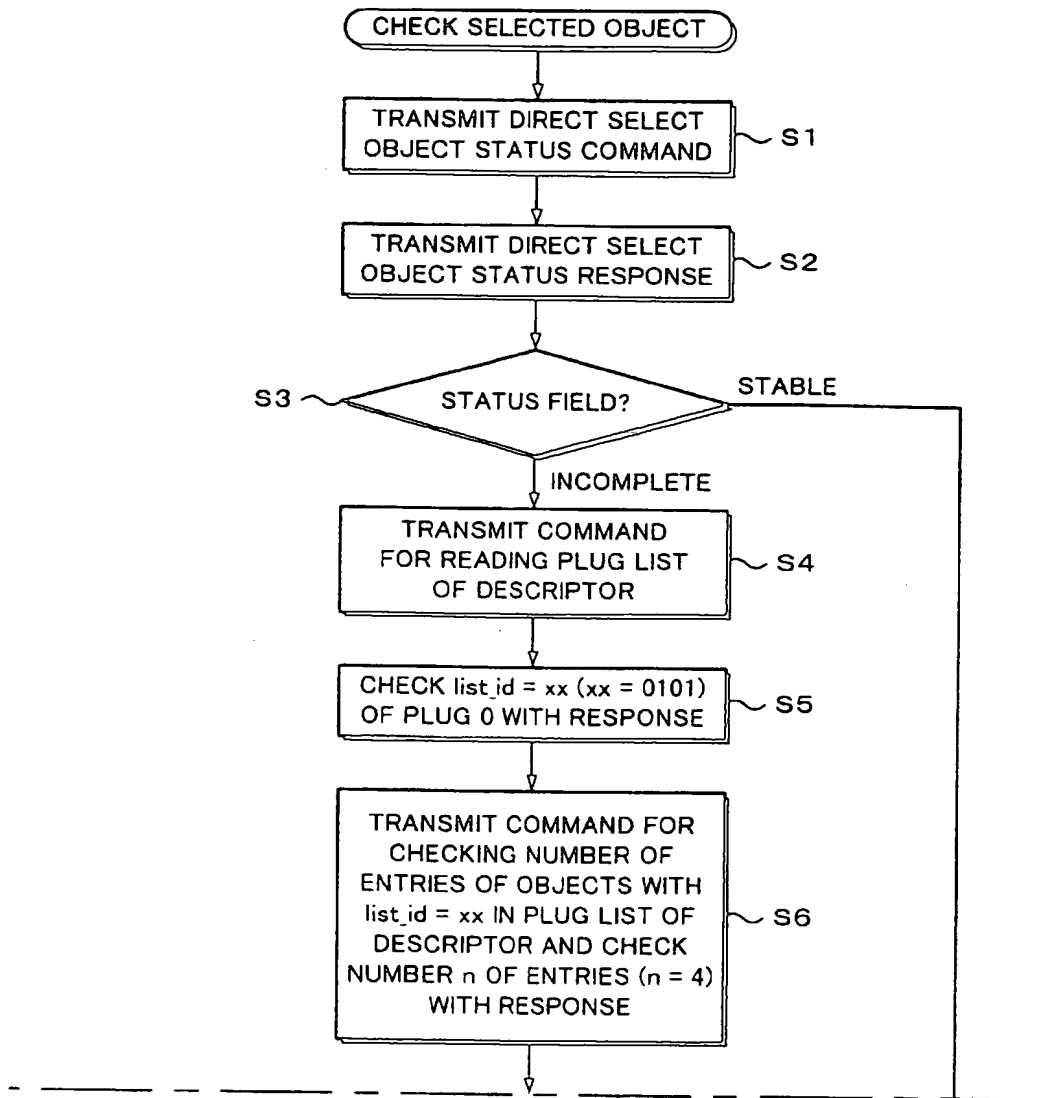 CHECK SELECTED OBJECT
TRANSMIT DIRECT SELECT
OBJECT STATUS COMMAND
S1
TRANSMIT DIRECT SELECT
OBJECT STATUS RESPONSE
S2
S3
STATUS FIELD?
STABLE
INCOMPLETE
TRANSMIT COMMAND
FOR READING PLUG LIST
OF DESCRIPTOR
S4
CHECK list_id = xx (xx = 0101)
OF PLUG 0 WITH RESPONSE
S5
TRANSMIT COMMAND FOR
CHECKING NUMBER OF
ENTRIES OF OBJECTS WITH
list_id = xx IN PLUG LIST OF
DESCRIPTOR AND CHECK
NUMBER n OF ENTRIES (n = 4)
WITH RESPONSE
S6